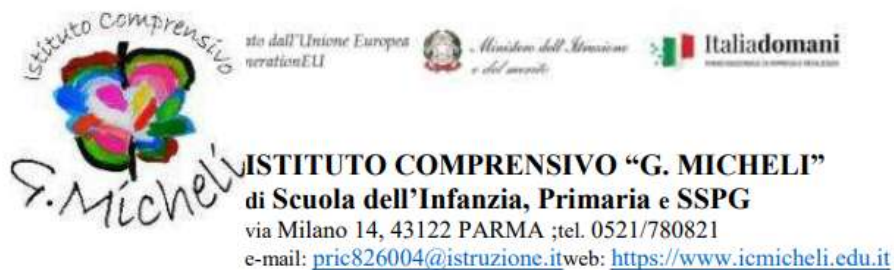 Istituto Comprensivo
G. Micheli
ato dall'Unione Europea
nerationEU
Ministero dell'Istruzione
e del merito
Italiadomani
ISTITUTO COMPRENSIVO “G. MICHELI”
di Scuola dell’Infanzia, Primaria e SSPG
via Milano 14, 43122 PARMA ;tel. 0521/780821
e-mail: pric826004@istruzione.itweb: https://www.icmicheli.edu.it